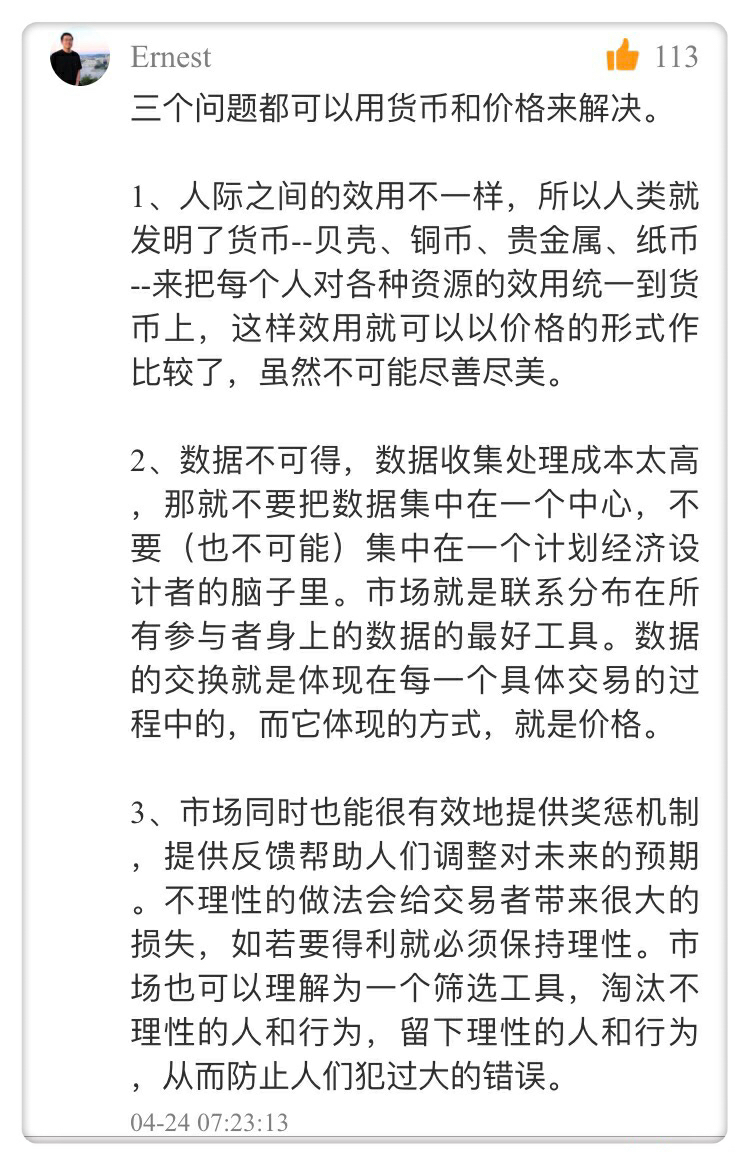 Ernest
113
三个问题都可以用货币和价格来解决。
1、人际之间的效用不一样，所以人类就
发明了货币--贝壳、铜币、贵金属、纸币
--来把每个人对各种资源的效用统一到货
币上，这样效用就可以以价格的形式作
比较了，虽然不可能尽善尽美。
2、数据不可得，数据收集处理成本太高
，那就不要把数据集中在一个中心，不
要（也不可能）集中在一个计划经济设
计者的脑子里。市场就是联系分布在所
有参与者身上的数据的最好工具。数据
的交换就是体现在每一个具体交易的过
程中的，而它体现的方式，就是价格。
3、市场同时也能很有效地提供奖惩机制
，提供反馈帮助人们调整对未来的预期
。不理性的做法会给交易者带来很大的
损失，如若要得利就必须保持理性。市
场也可以理解为一个筛选工具，淘汰不
理性的人和行为，留下理性的人和行为
，从而防止人们犯过大的错误。
04-24 07:23:13